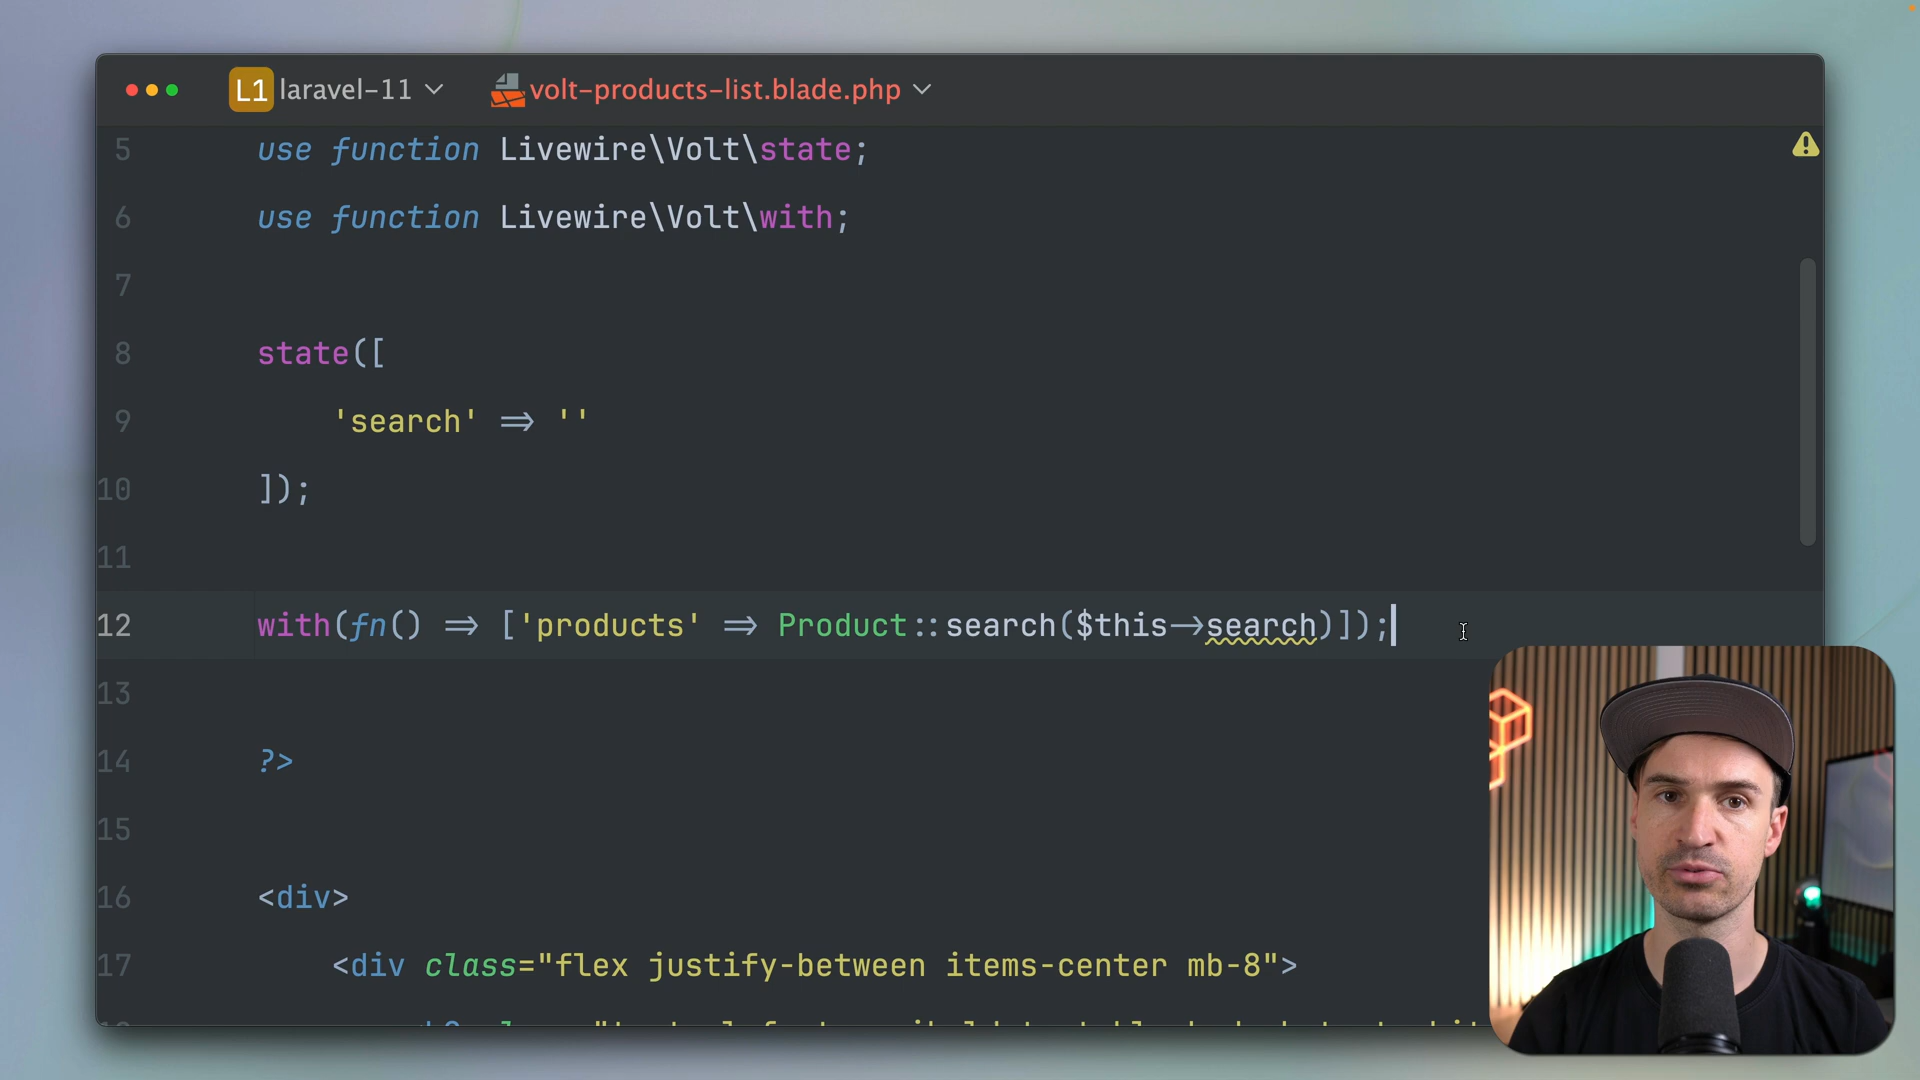 L1 laravel-11 volt-products-list.blade.php
5 use function Livewire\Volt\state;
6 use function Livewire\Volt\with;
7
8 state([
9 'search' => ''
10 ]);
11
12 with(fn() => ['products' => Product::search($this->search)]);
13
14 ?>
15
16 <div>
17 <div class="flex justify-between items-center mb-8">